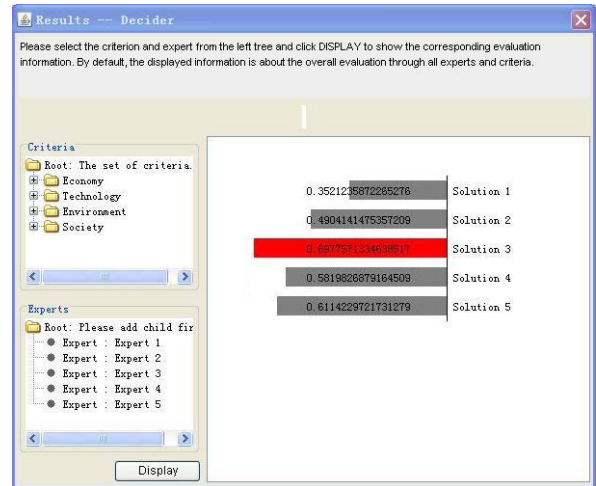 Results -- Decider
Please select the criterion and expert from the left tree and click DISPLAY to show the corresponding evaluation
information. By default, the displayed information is about the overall evaluation through all experts and criteria.
Criteria
Root: The set of criteria.
Economy
Technology
Environment
Society
Experts
Root: Please add child fir
Expert : Expert 1
Expert : Expert 2
Expert : Expert 3
Expert : Expert 4
Expert : Expert 5
Display
0.3521235872265276 Solution 1
0.4904141475357209 Solution 2
0.6977571334638517 Solution 3
0.5819826879164509 Solution 4
0.6114229721731279 Solution 5